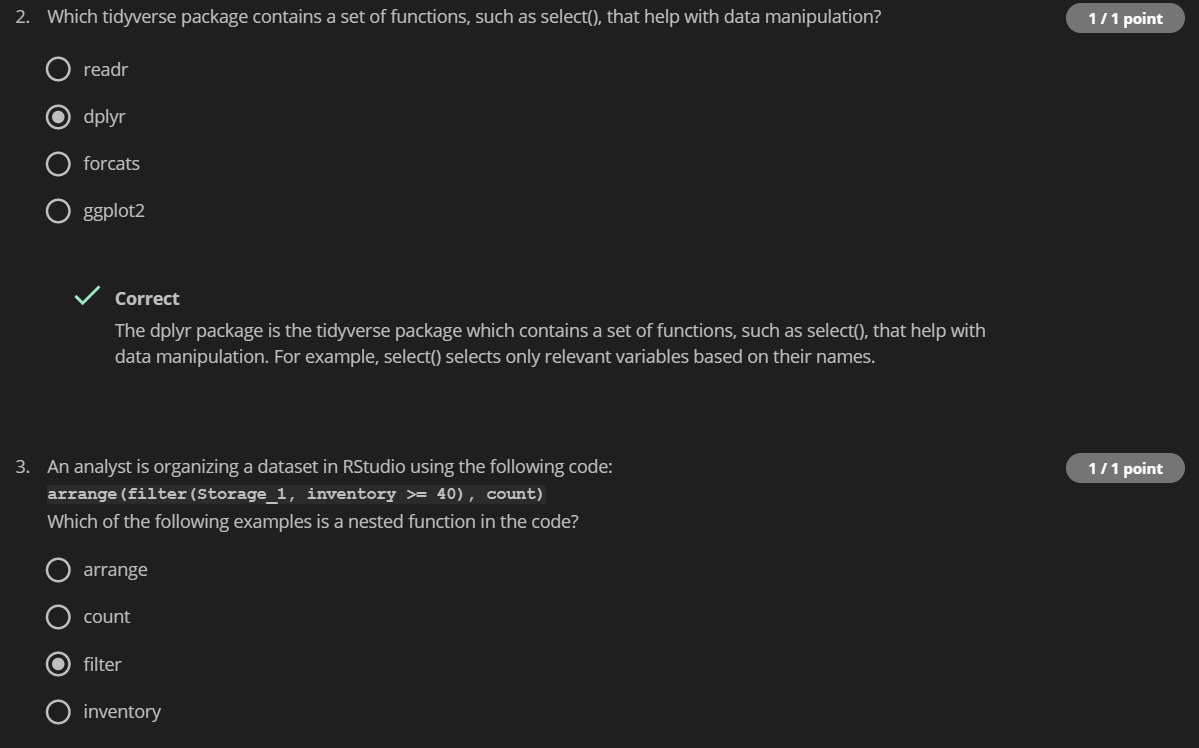 2. Which tidyverse package contains a set of functions, such as select(), that help with data manipulation?
1 / 1 point
readr
dplyr
forcats
ggplot2
Correct
The dplyr package is the tidyverse package which contains a set of functions, such as select(), that help with
data manipulation. For example, select() selects only relevant variables based on their names.
3. An analyst is organizing a dataset in RStudio using the following code:
1 / 1 point
arrange(filter(Storage_1, inventory >= 40), count)
Which of the following examples is a nested function in the code?
arrange
count
filter
inventory